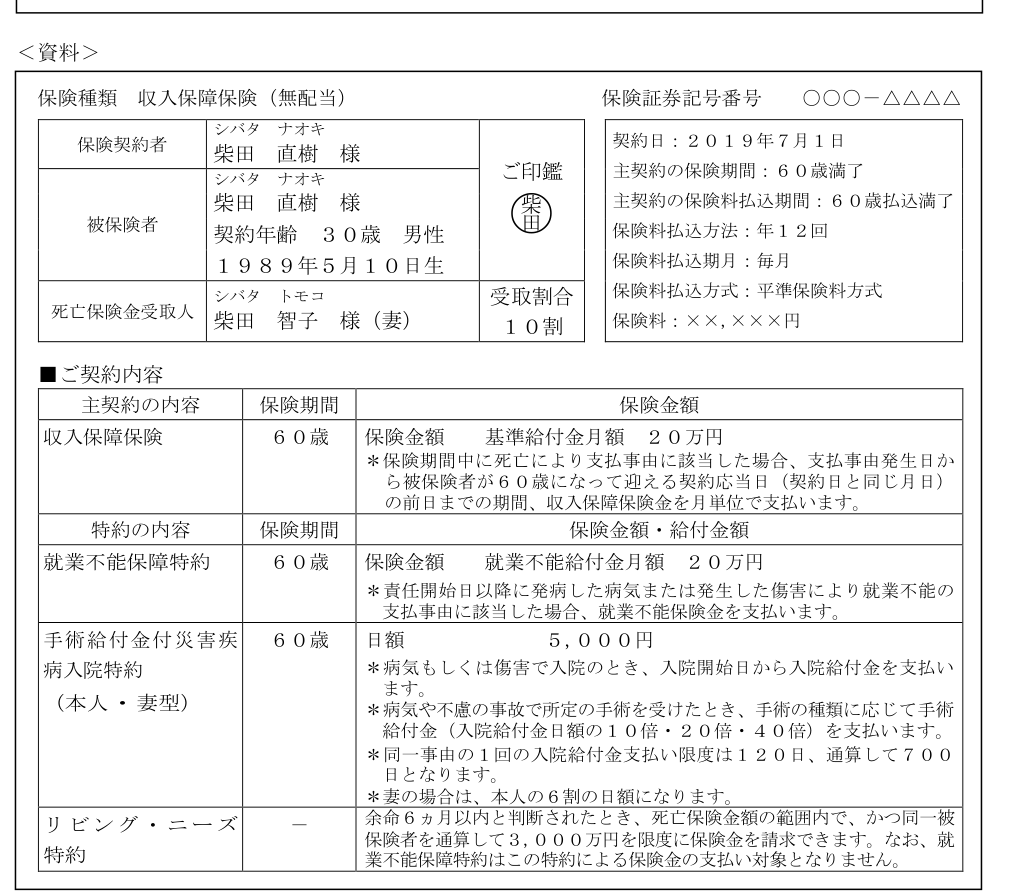 ＜資料＞
保険種類　収入保障保険（無配当）
保険証券記号番号　　○○○－△△△△
保険契約者
シバタ　ナオキ
柴田　直樹　様
被保険者
シバタ　ナオキ
柴田　直樹　様
契約年齢　３０歳　男性
１９８９年５月１０日生
ご印鑑
柴田
死亡保険金受取人
シバタ　トモコ
柴田　智子　様（妻）
受取割合
１０割
契約日：２０１９年７月１日
主契約の保険期間：６０歳満了
主契約の保険料払込期間：６０歳払込満了
保険料払込方法：年１２回
保険料払込期月：毎月
保険料払込方式：平準保険料方式
保険料：××,×××円
■ご契約内容
主契約の内容　保険期間　保険金額
収入保障保険　６０歳　保険金額　　基準給付金月額　２０万円
＊保険期間中に死亡により支払事由に該当した場合、支払事由発生日か
ら被保険者が６０歳になって迎える契約応当日（契約日と同じ月日）
の前日までの期間、収入保障保険金を月単位で支払います。
特約の内容　保険期間　保険金額・給付金額
就業不能保障特約　６０歳　保険金額　　就業不能給付金月額　２０万円
＊責任開始日以降に発病した病気または発生した傷害により就業不能の
支払事由に該当した場合、就業不能保険金を支払います。
手術給付金付災害疾
病入院特約
（本人・妻型）
６０歳
日額　　　　　　　５,０００円
＊病気もしくは傷害で入院のとき、入院開始日から入院給付金を支払い
ます。
＊病気や不慮の事故で所定の手術を受けたとき、手術の種類に応じて手術
給付金（入院給付金日額の１０倍・２０倍・４０倍）を支払います。
＊同一事由の１回の入院給付金支払い限度は１２０日、通算して７００
日となります。
＊妻の場合は、本人の６割の日額になります。
リビング・ニーズ
特約
－
余命６ヵ月以内と判断されたとき、死亡保険金額の範囲内で、かつ同一被
保険者を通算して３,０００万円を限度に保険金を請求できます。なお、就
業不能保障特約はこの特約による保険金の支払い対象となりません。